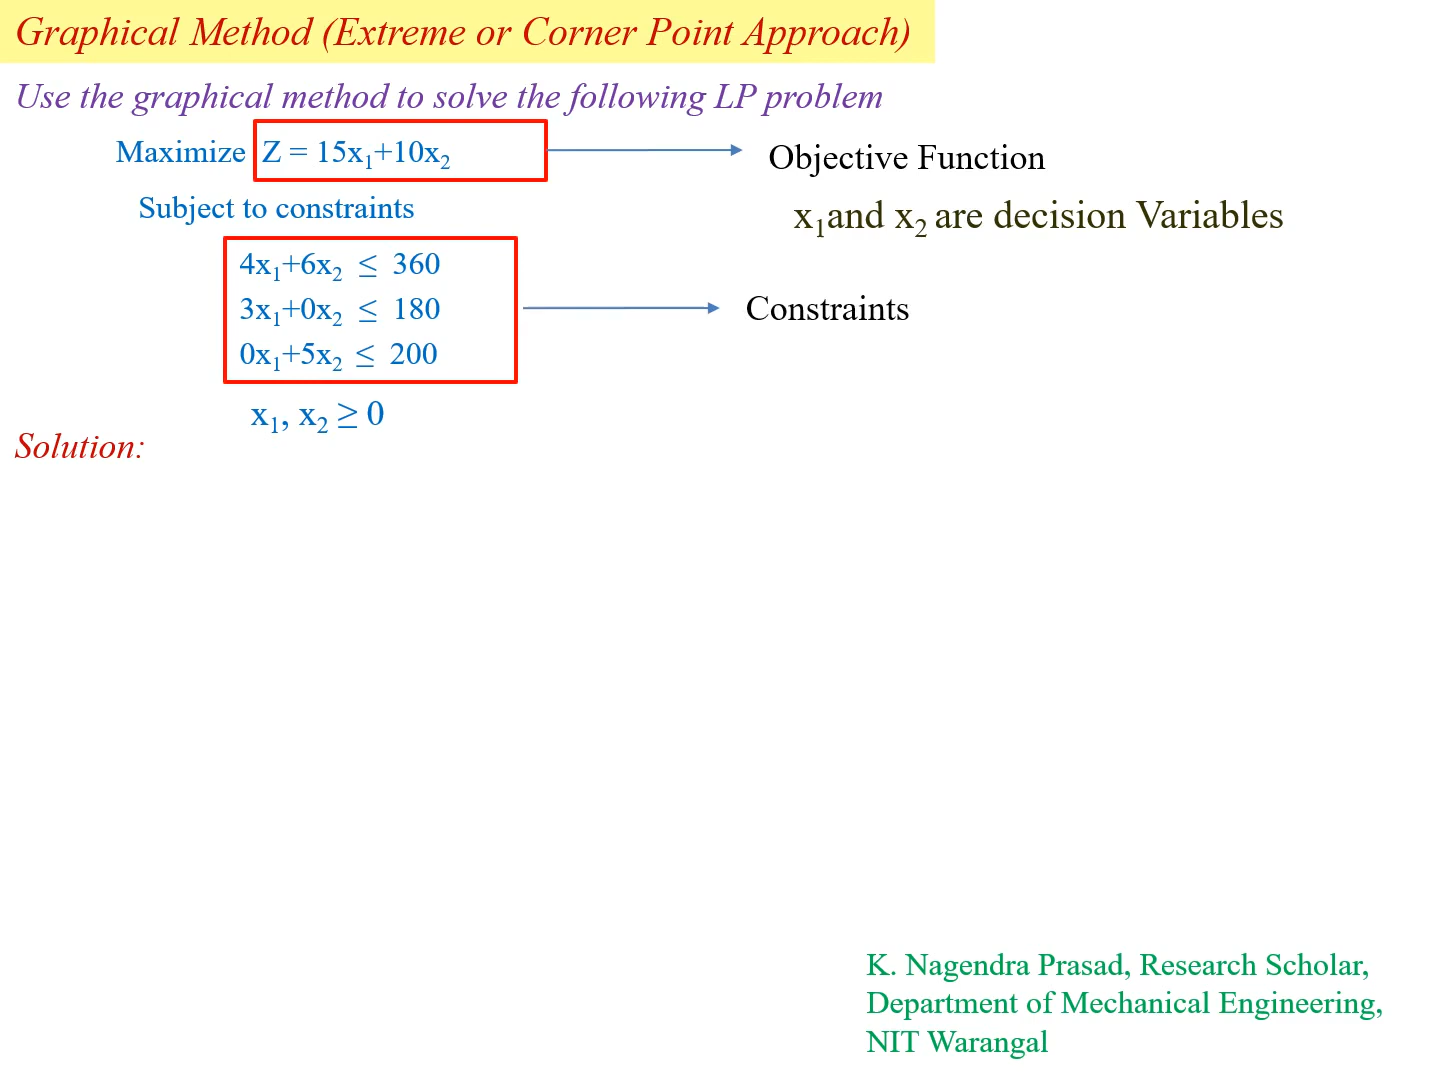 Graphical Method (Extreme or Corner Point Approach)
Use the graphical method to solve the following LP problem
Maximize Z = 15x₁+10x₂
Objective Function
Subject to constraints
x₁and x₂ are decision Variables
4x₁+6x₂ ≤ 360
3x₁+0x₂ ≤ 180
Constraints
0x₁+5x₂ ≤ 200
x₁, x₂ ≥ 0
Solution:
K. Nagendra Prasad, Research Scholar,
Department of Mechanical Engineering,
NIT Warangal